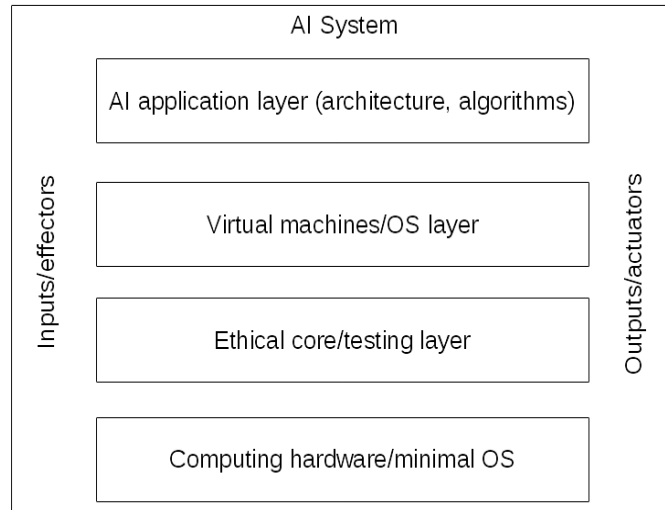 AI System
AI application layer (architecture, algorithms)
Inputs/effectors
Virtual machines/OS layer
Outputs/actuators
Ethical core/testing layer
Computing hardware/minimal OS